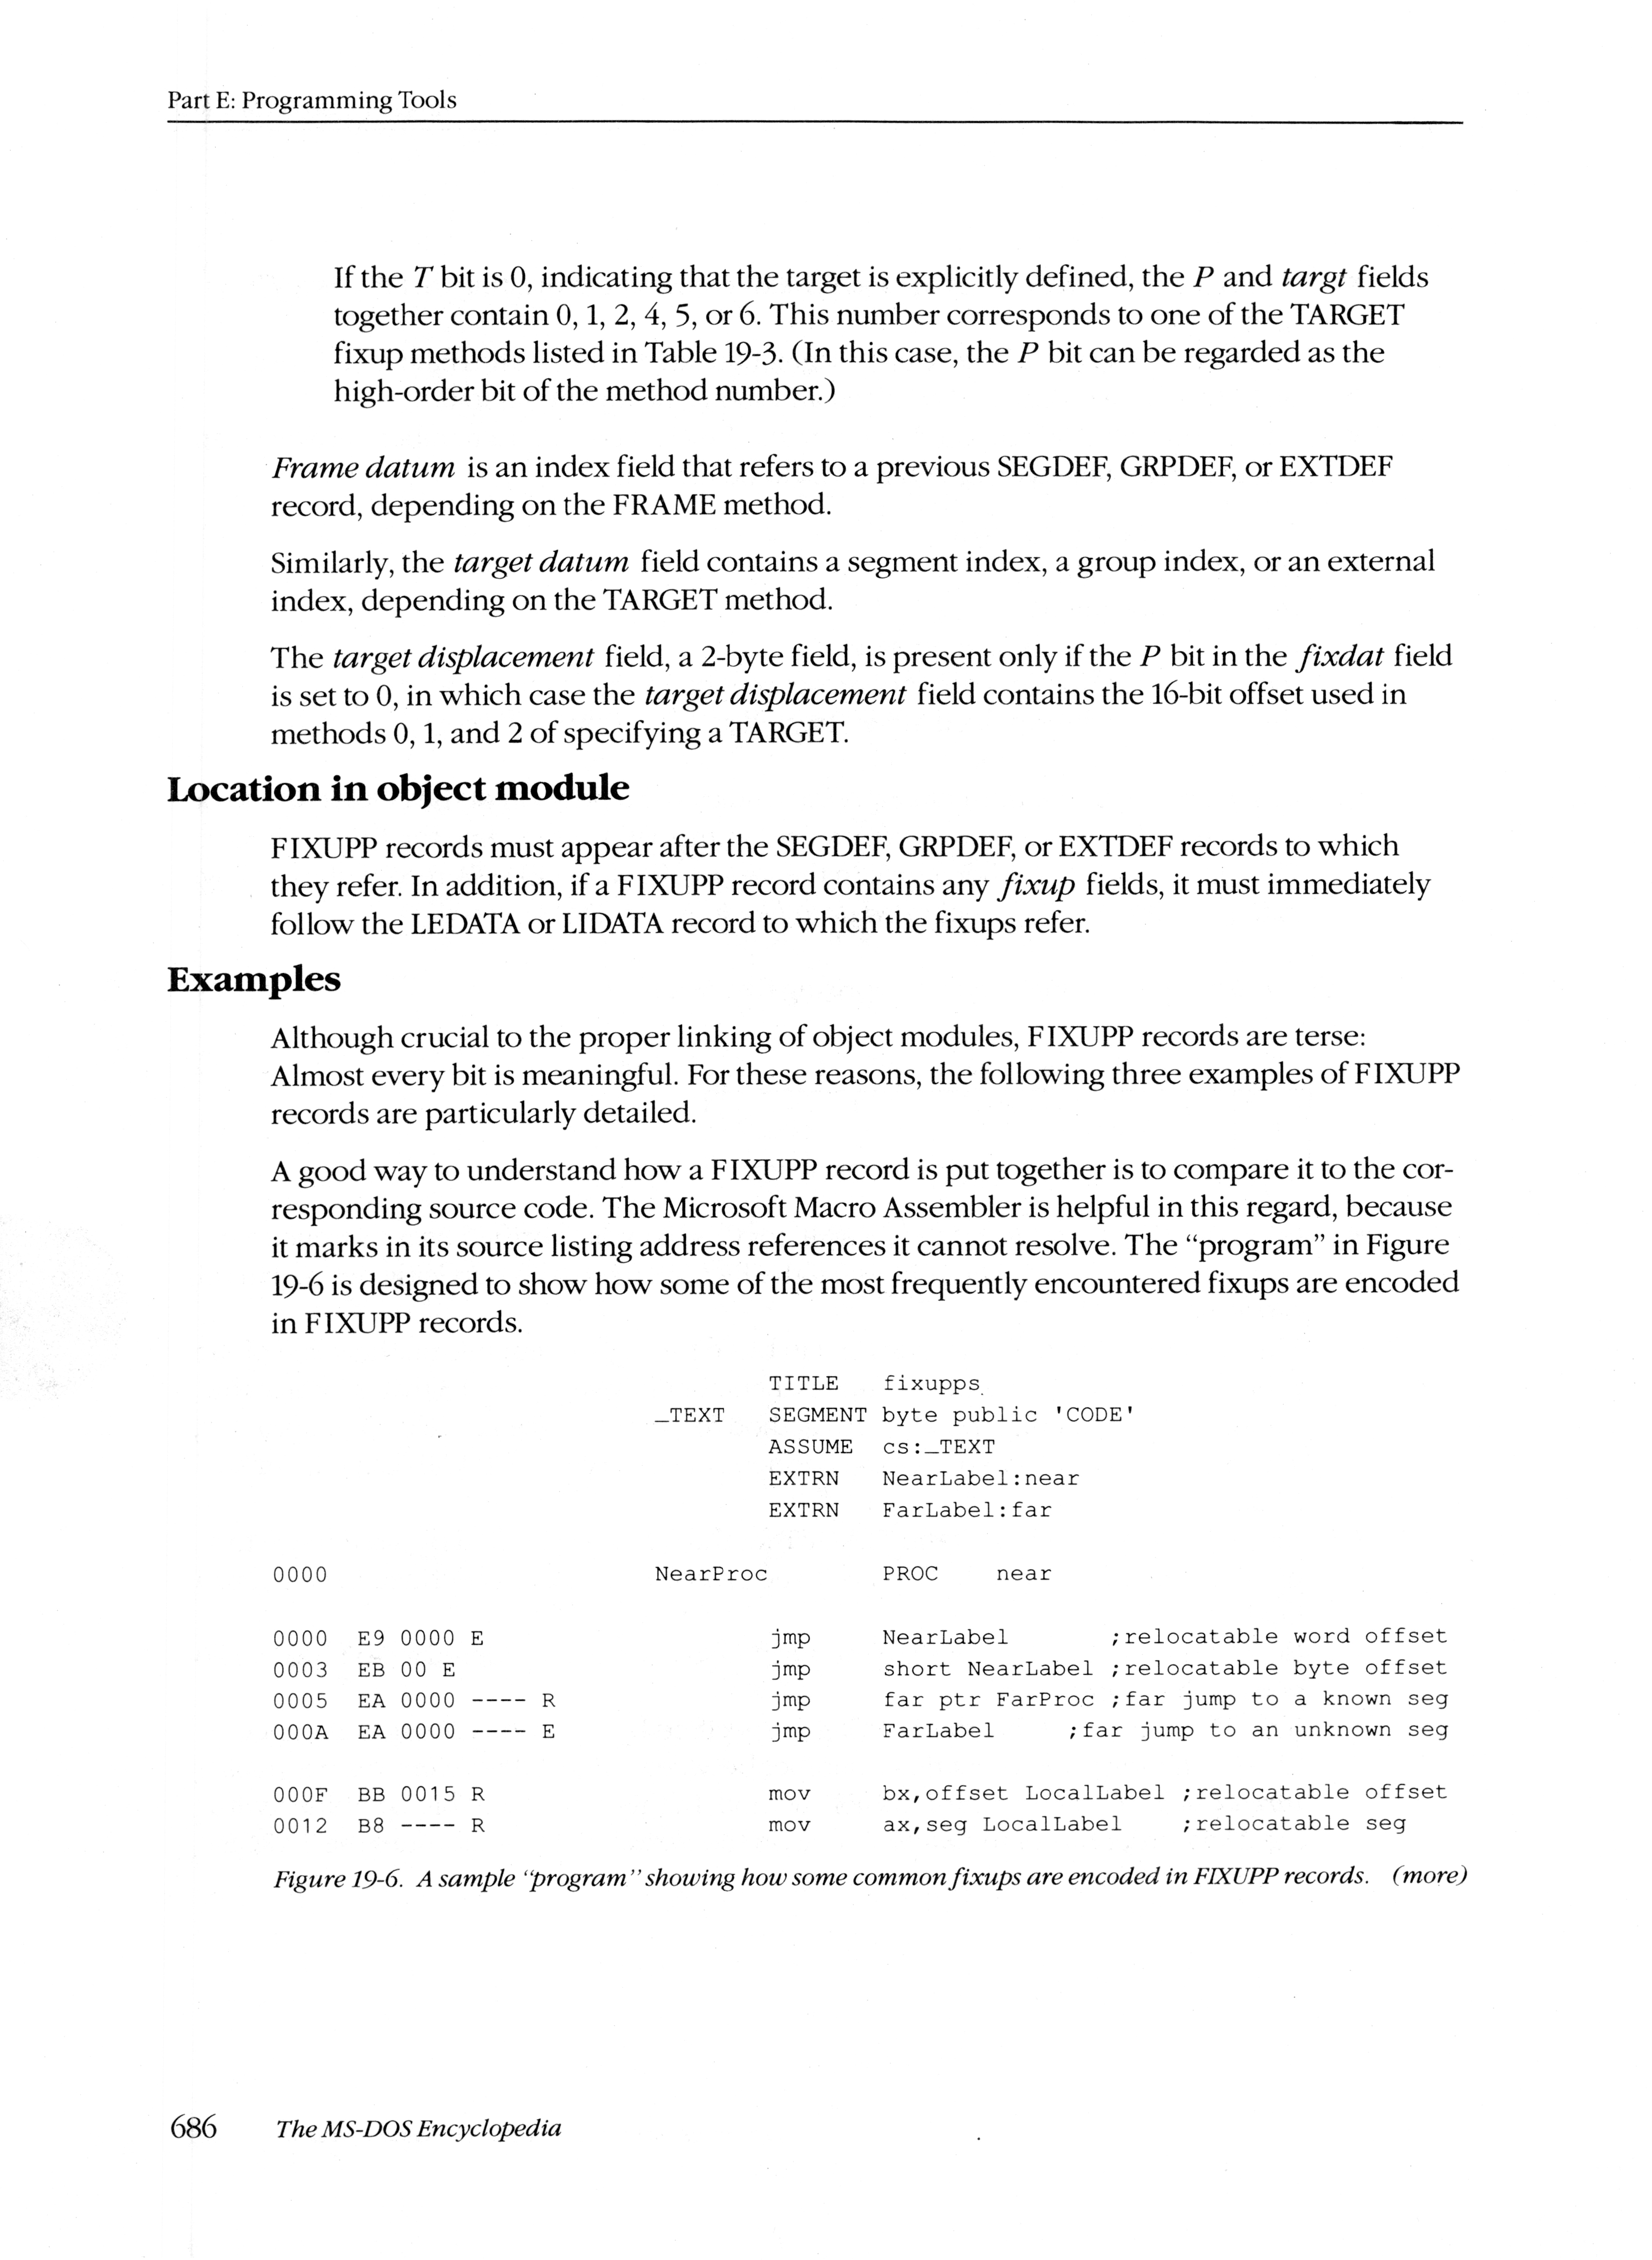 Part E: Programming Tools
If the T bit is 0, indicating that the target is explicitly defined, the P and targt fields
together contain 0, 1, 2, 4, 5, or 6. This number corresponds to one of the TARGET
fixup methods listed in Table 19-3. (In this case, the P bit can be regarded as the
high-order bit of the method number.)
Frame datum is an index field that refers to a previous SEGDEF, GRPDEF, or EXTDEF
record, depending on the FRAME method.
Similarly, the target datum field contains a segment index, a group index, or an external
index, depending on the TARGET method.
The target displacement field, a 2-byte field, is present only if the P bit in the fixdat field
is set to 0, in which case the target displacement field contains the 16-bit offset used in
methods 0, 1, and 2 of specifying a TARGET.
Location in object module
FIXUPP records must appear after the SEGDEF, GRPDEF, or EXTDEF records to which
they refer. In addition, if a FIXUPP record contains any fixup fields, it must immediately
follow the LEDATA or LIDATA record to which the fixups refer.
Examples
Although crucial to the proper linking of object modules, FIXUPP records are terse:
Almost every bit is meaningful. For these reasons, the following three examples of FIXUPP
records are particularly detailed.
A good way to understand how a FIXUPP record is put together is to compare it to the cor-
responding source code. The Microsoft Macro Assembler is helpful in this regard, because
it marks in its source listing address references it cannot resolve. The “program” in Figure
19-6 is designed to show how some of the most frequently encountered fixups are encoded
in FIXUPP records.
TITLE fixupps
_TEXT SEGMENT byte public 'CODE'
ASSUME cs:_TEXT
EXTRN NearLabel:near
EXTRN FarLabel:far
0000 NearProc PROC near
0000 E9 0000 E jmp NearLabel ;relocatable word offset
0003 EB 00 E jmp short NearLabel ;relocatable byte offset
0005 EA 0000 ---- R jmp far ptr FarProc ;far jump to a known seg
000A EA 0000 ---- E jmp FarLabel ;far jump to an unknown seg
000F BB 0015 R mov bx,offset LocalLabel ;relocatable offset
0012 B8 ---- R mov ax,seg LocalLabel ;relocatable seg
Figure 19-6. A sample “program” showing how some common fixups are encoded in FIXUPP records. (more)
686 The MS-DOS Encyclopedia